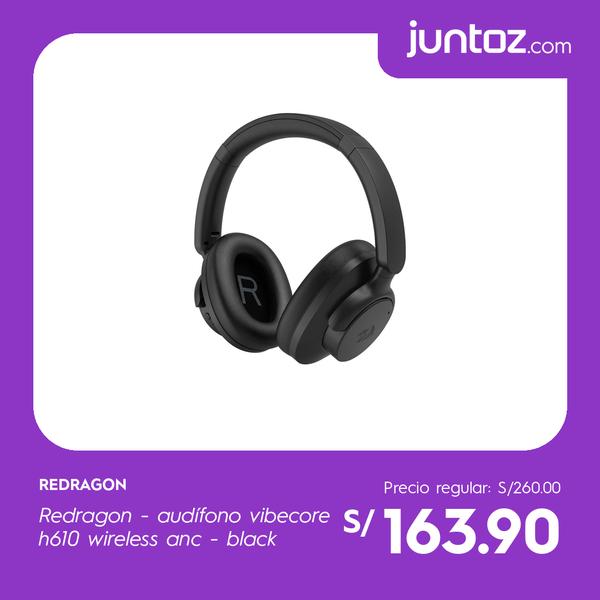 juntoz.com
R
REDRAGON
Redragon - audífono vibecore
h610 wireless anc - black
Precio regular: S/260.00
S/ 163.90